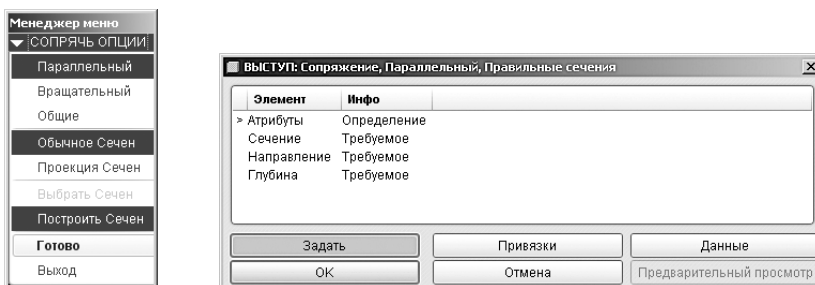 Менеджер меню
СОПРЯЧЬ ОПЦИИ
Параллельный
Вращательный
Общие
Обычное Сечен
Проекция Сечен
Выбрать Сечен
Построить Сечен
Готово
Выход
ВЫСТУП: Сопряжение, Параллельный, Правильные сечения
Элемент Инфо
> Атрибуты Определение
Сечение Требуемое
Направление Требуемое
Глубина Требуемое
Задать Привязки Данные
OK Отмена Предварительный просмотр